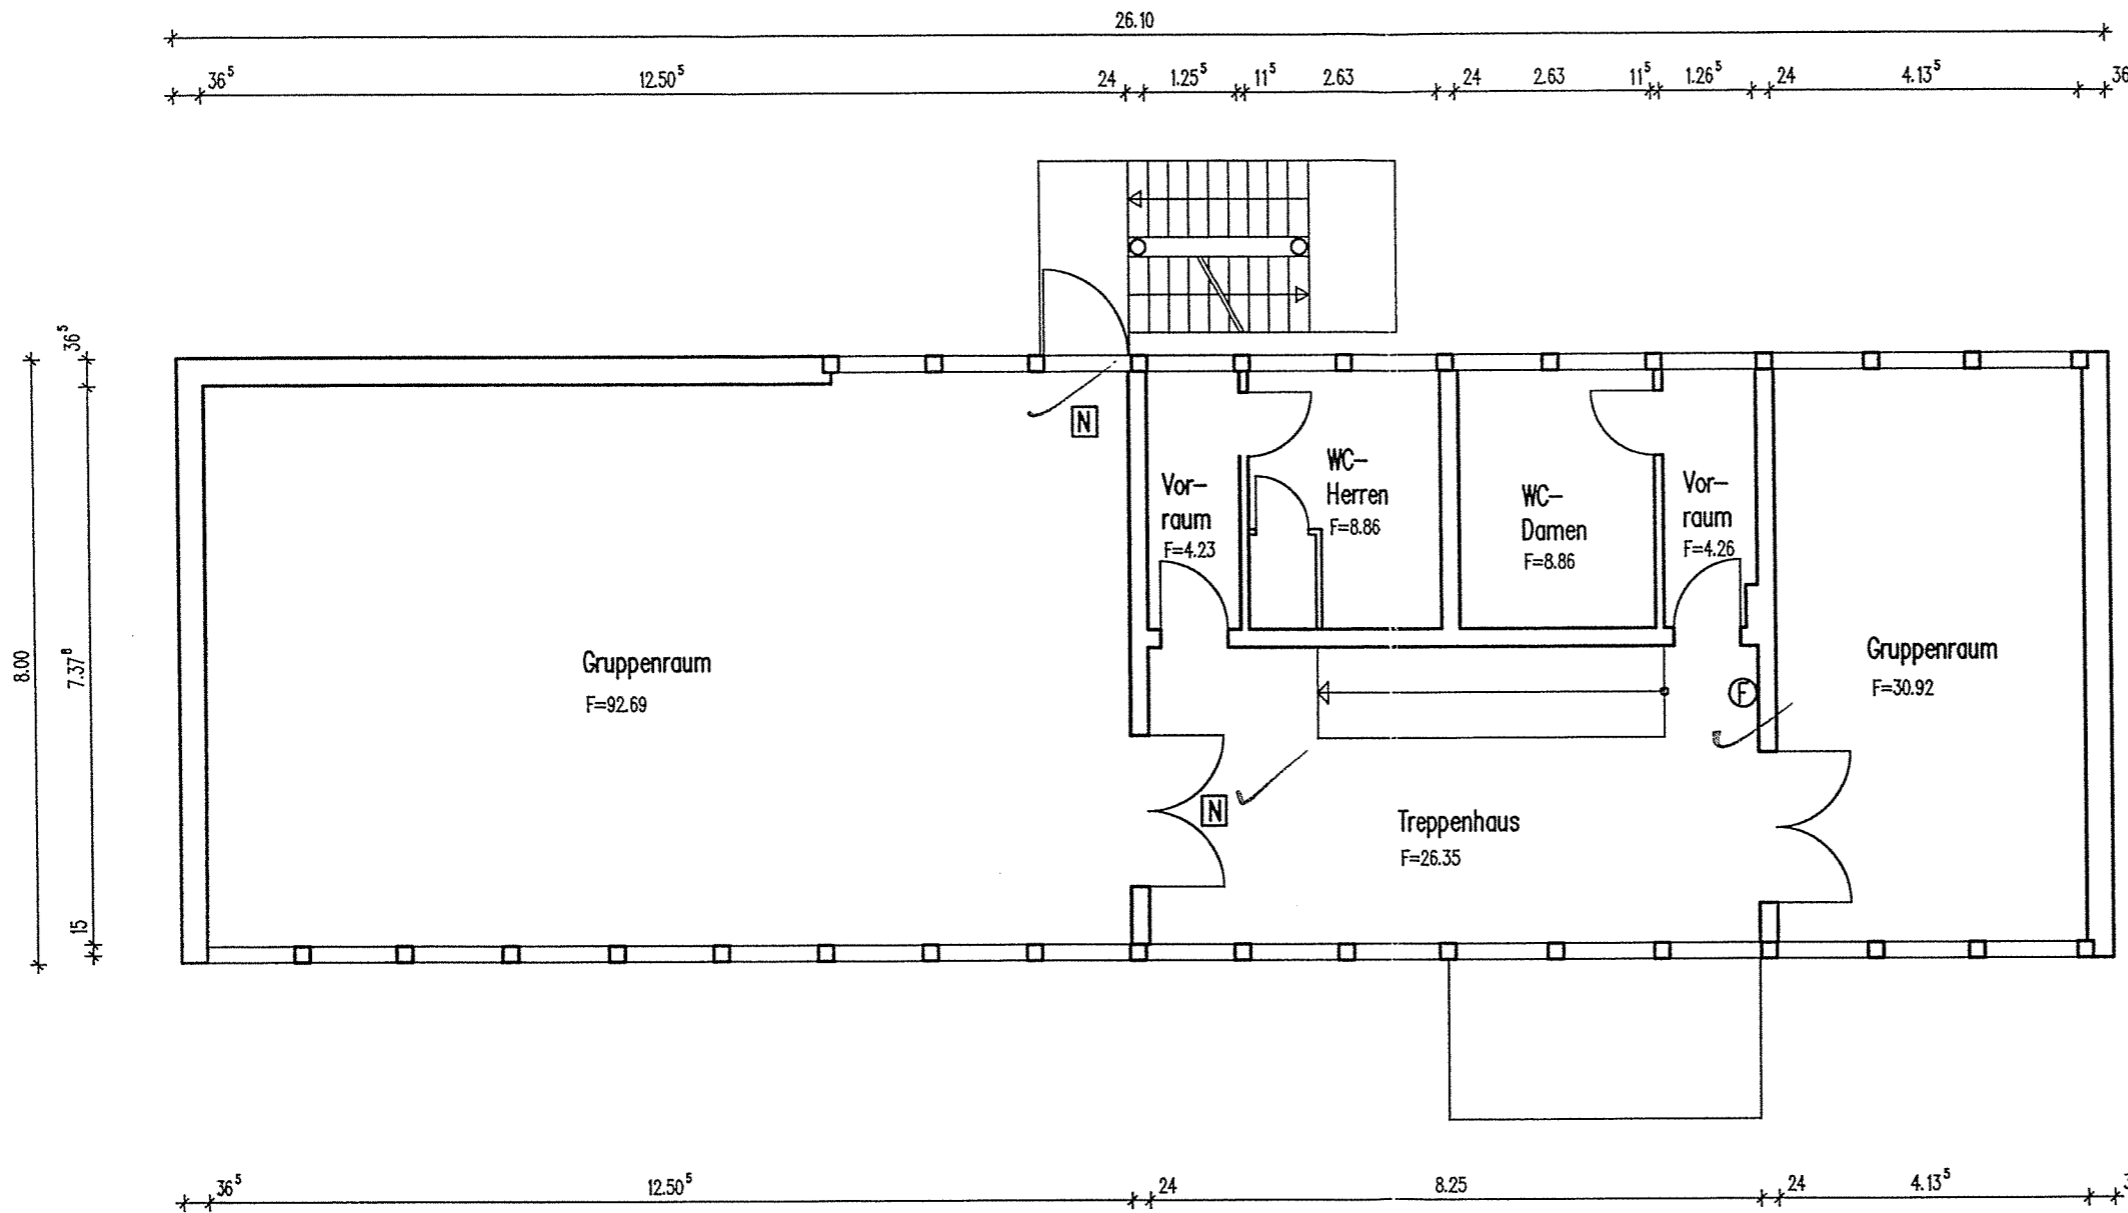 26.10
36⁵ 12.50⁵ 24 1.25⁵ 11⁵ 2.63 24 2.63 11⁵ 1.26⁵ 24 4.13⁵ 36
36⁵
7.37⁸
8.00
15
N
Vor-
raum
F=4.23
WC-
Herren
F=8.86
WC-
Damen
F=8.86
Vor-
raum
F=4.26
Gruppenraum
F=92.69
Gruppenraum
F=30.92
F
N
Treppenhaus
F=26.35
36⁵ 12.50⁵ 24 8.25 24 4.13⁵